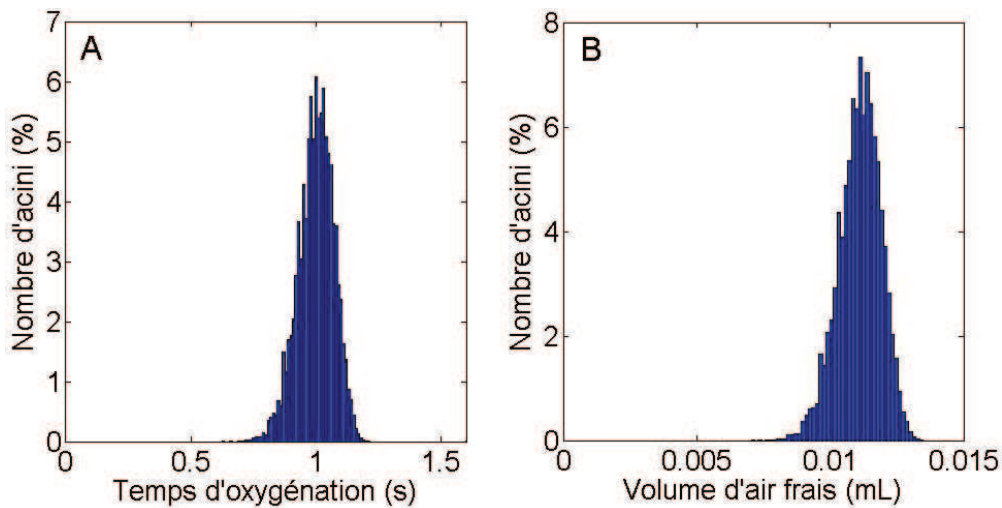 A
Nombre d'acini (%)
7
6
5
4
3
2
1
0
0 0.5 1 1.5
Temps d'oxygénation (s)
B
Nombre d'acini (%)
8
6
4
2
0
0 0.005 0.01 0.015
Volume d'air frais (mL)